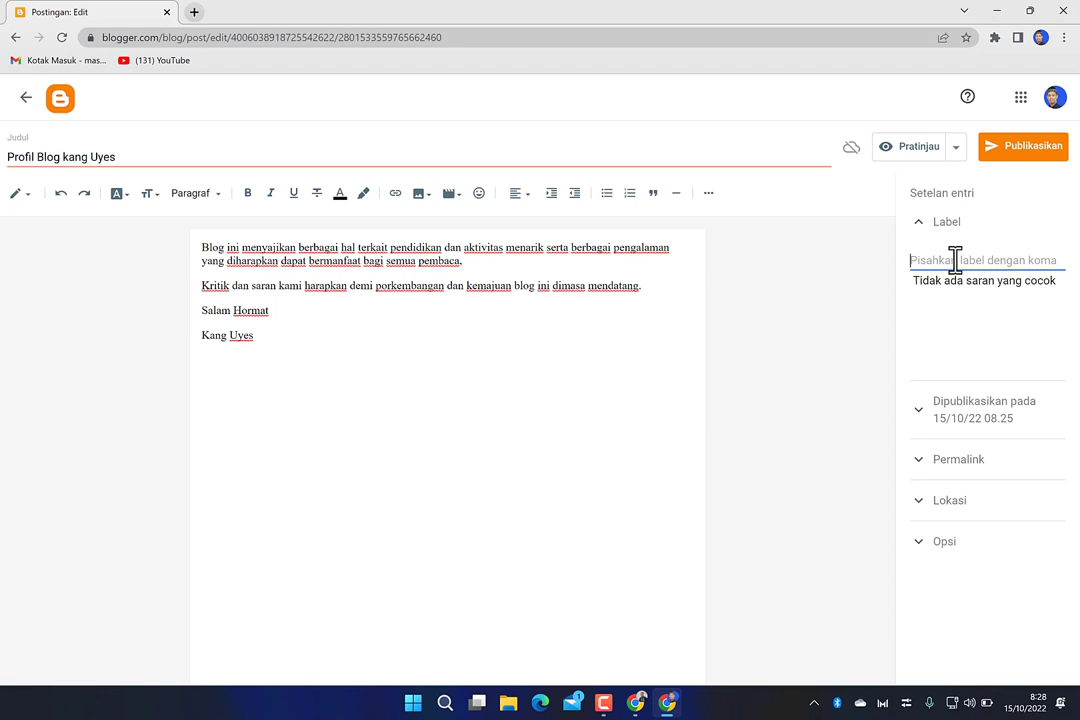 Postingan: Edit
blogger.com/blog/post/edit/4006038918725542622/2801533559765662460
Kotak Masuk - mas...
(131) YouTube
Judul
Profil Blog kang Uyes
Pratinjau
Publikasikan
Paragraf
Setelan entri
Label
Pisahkan label dengan koma
Tidak ada saran yang cocok
Blog ini menyajikan berbagai hal terkait pendidikan dan aktivitas menarik serta berbagai pengalaman
yang diharapkan dapat bermanfaat bagi semua pembaca,
Kritik dan saran kami harapkan demi porkembangan dan kemajuan blog ini dimasa mendatang.
Salam Hormat
Kang Uyes
Dipublikasikan pada
15/10/22 08.25
Permalink
Lokasi
Opsi
8:28
15/10/2022